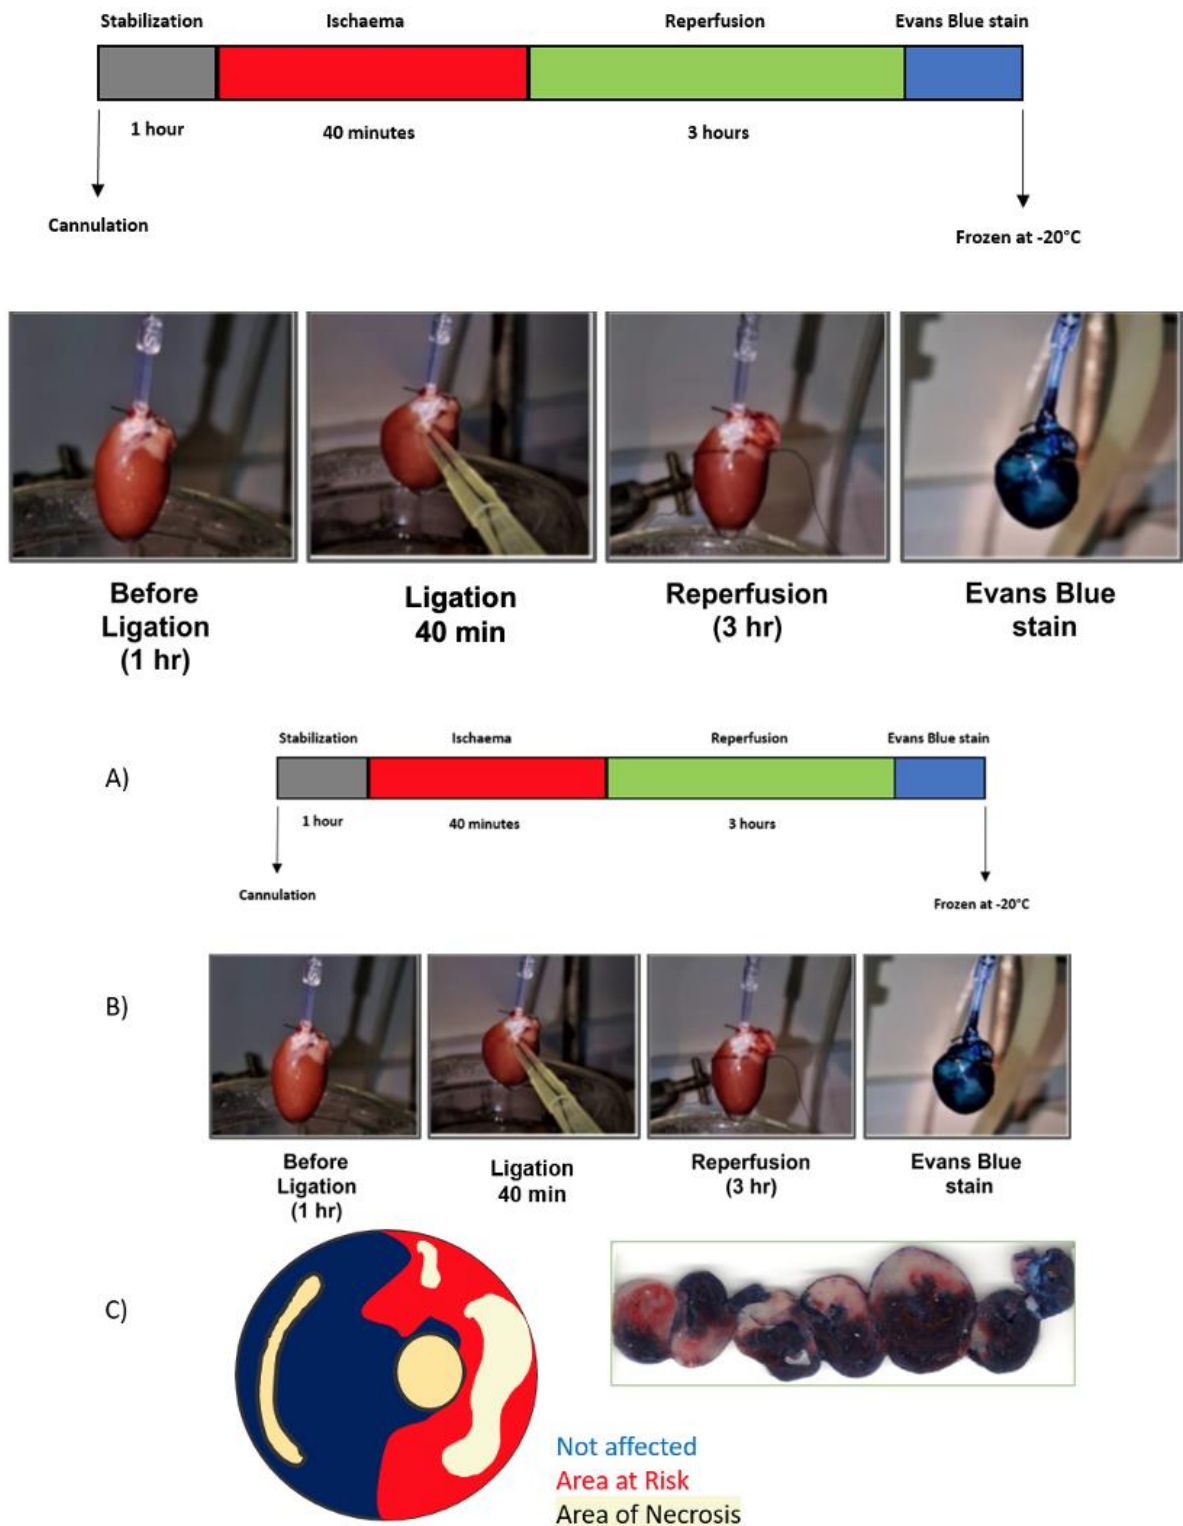 Stabilization Ischaema Reperfusion Evans Blue stain
1 hour 40 minutes 3 hours
Cannulation
Frozen at -20°C
Before
Ligation
(1 hr)
Ligation
40 min
Reperfusion
(3 hr)
Evans Blue
stain
A)
Stabilization Ischaema Reperfusion Evans Blue stain
1 hour 40 minutes 3 hours
Cannulation
Frozen at -20°C
B)
Before
Ligation
(1 hr)
Ligation
40 min
Reperfusion
(3 hr)
Evans Blue
stain
C)
Not affected
Area at Risk
Area of Necrosis